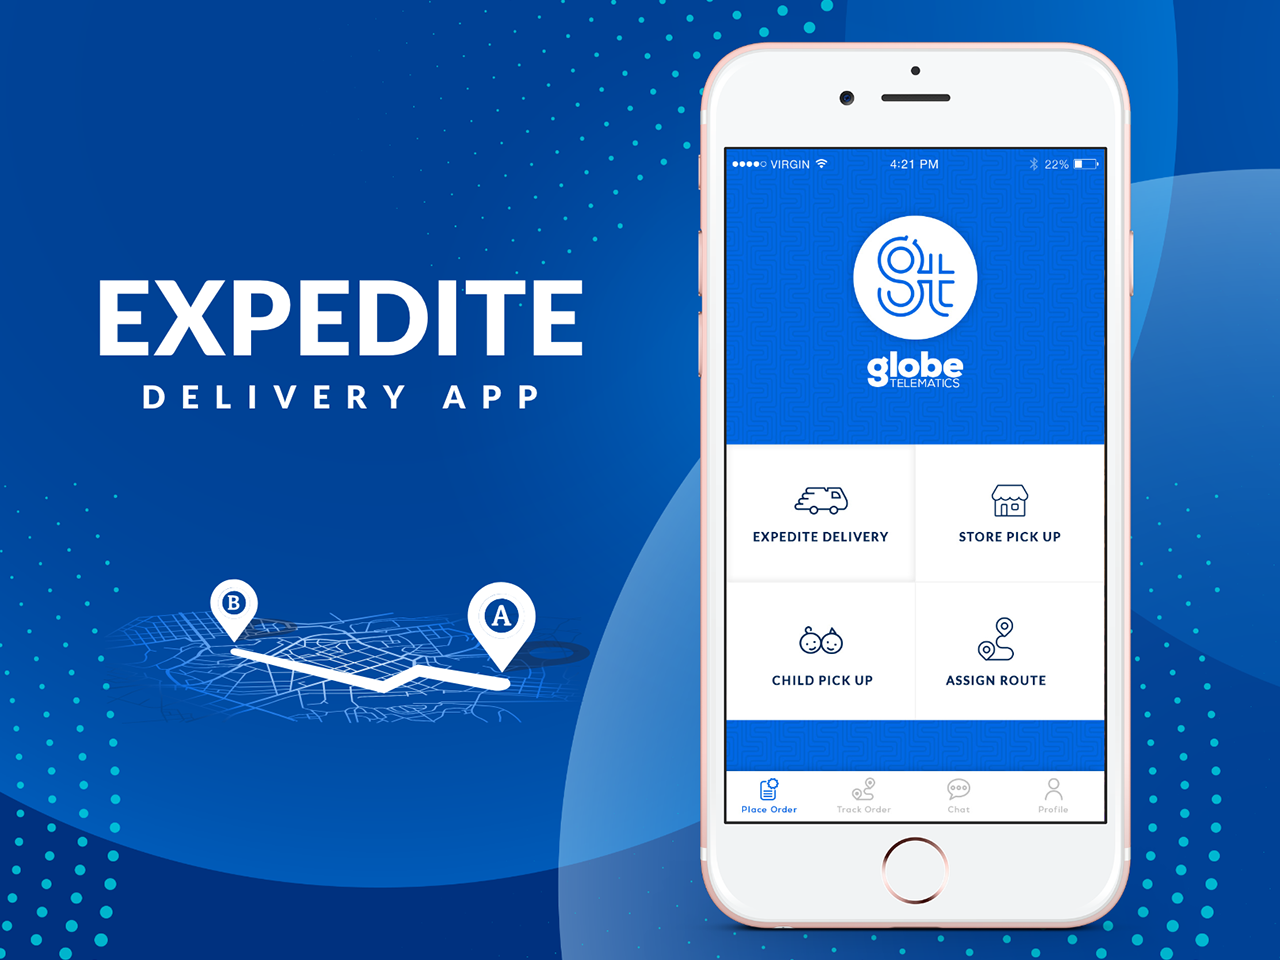 EXPEDITE
DELIVERY APP
B
A
VIRGIN
4:21 PM
22%
gt
globe
TELEMATICS
EXPEDITE DELIVERY
STORE PICK UP
CHILD PICK UP
ASSIGN ROUTE
Place Order
Track Order
Chat
Profile